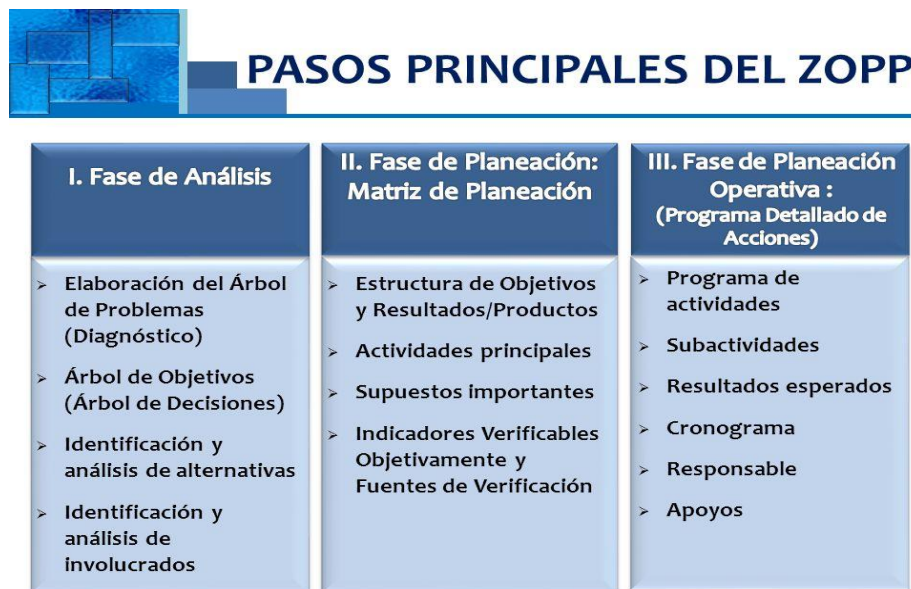 PASOS PRINCIPALES DEL ZOPP
I. Fase de Análisis
Elaboración del Árbol
de Problemas
(Diagnóstico)
Árbol de Objetivos
(Árbol de Decisiones)
Identificación y
análisis de alternativas
Identificación y
análisis de
involucrados
II. Fase de Planeación:
Matriz de Planeación
Estructura de Objetivos
y Resultados/Productos
Actividades principales
Supuestos importantes
Indicadores Verificables
Objetivamente y
Fuentes de Verificación
III. Fase de Planeación
Operativa :
(Programa Detallado de
Acciones)
Programa de
actividades
Subactividades
Resultados esperados
Cronograma
Responsable
Apoyos